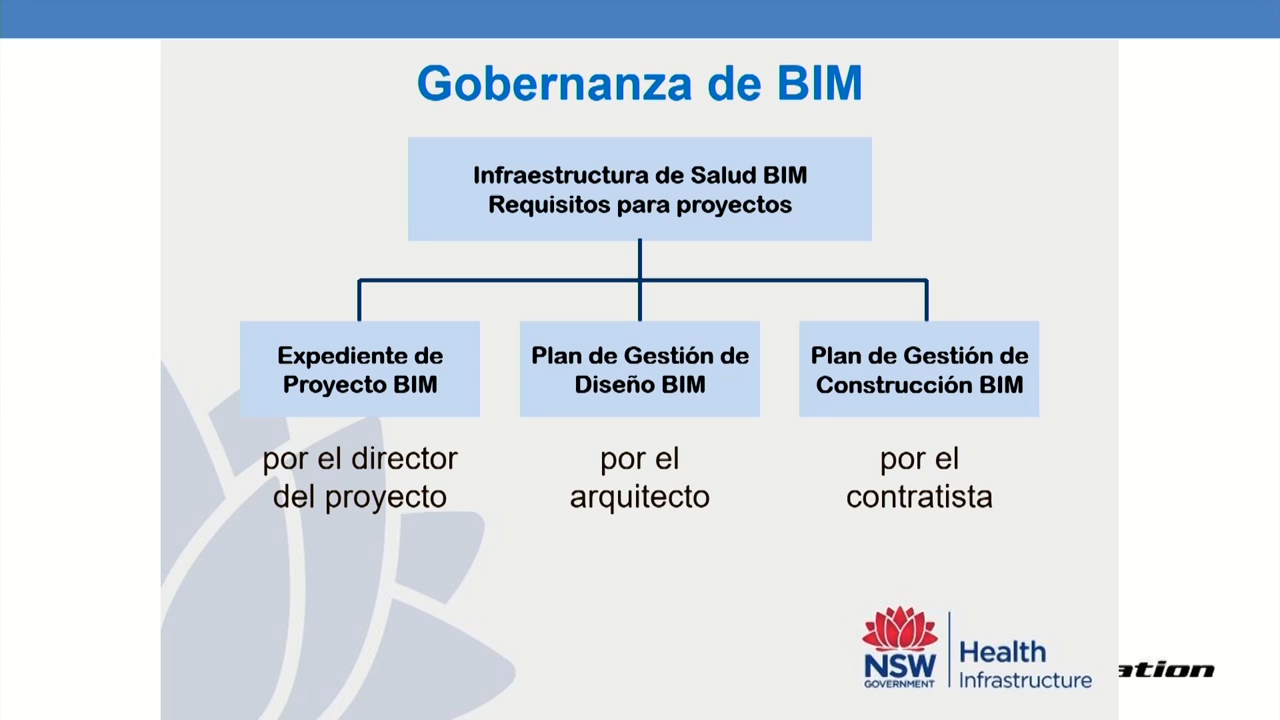 Gobernanza de BIM
Infraestructura de Salud BIM
Requisitos para proyectos
Expediente de
Proyecto BIM
Plan de Gestión de
Diseño BIM
Plan de Gestión de
Construcción BIM
por el director
del proyecto
por el
arquitecto
por el
contratista
NSW
GOVERNMENT
Health
Infrastructure
ation